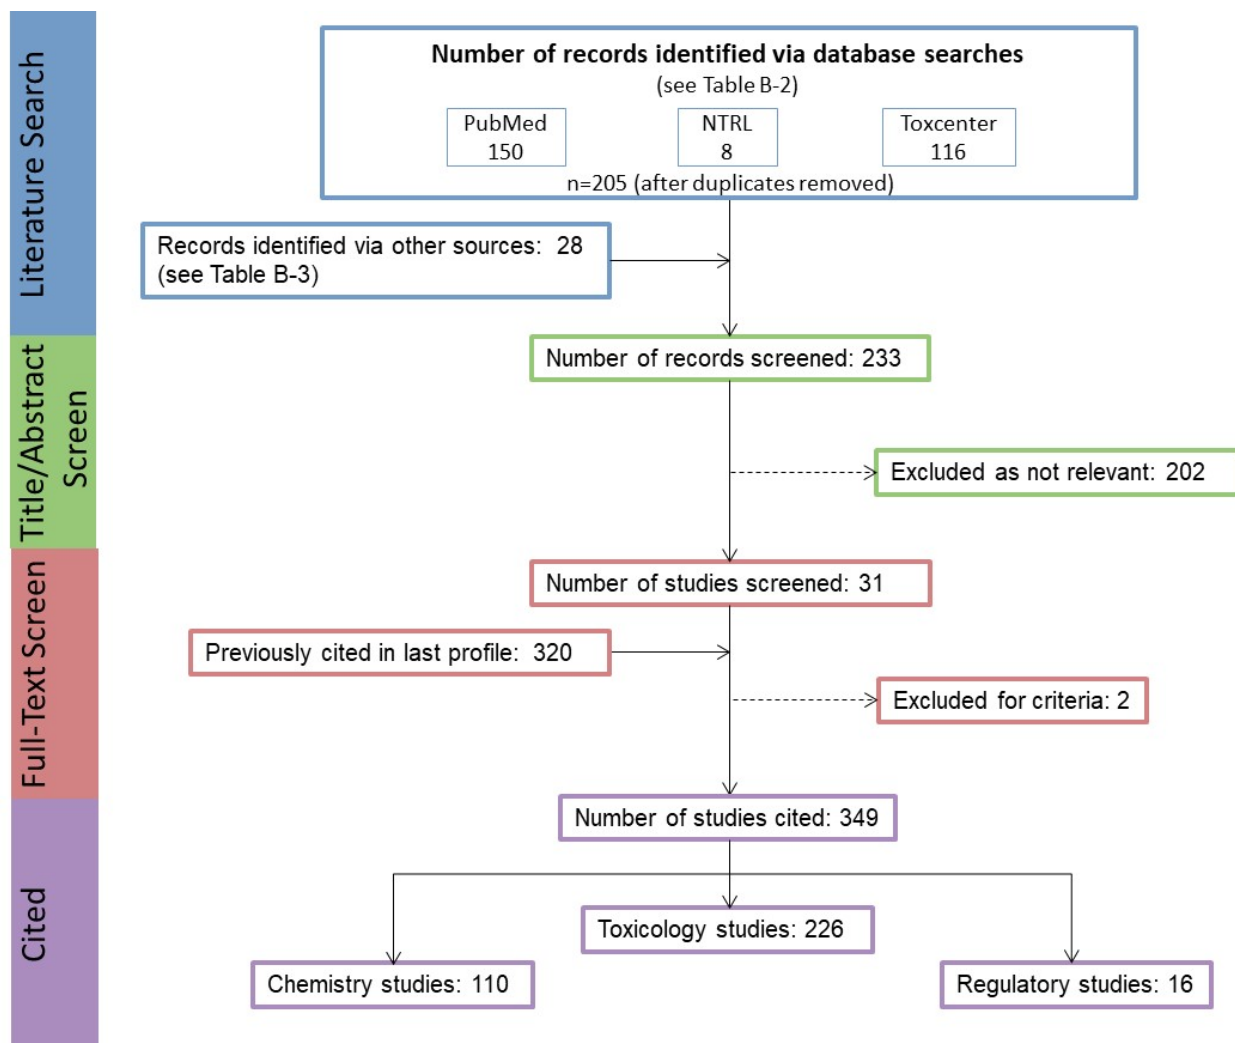 Literature Search
Number of records identified via database searches
(see Table B-2)
PubMed
150
NTRL
8
Toxcenter
116
n=205 (after duplicates removed)
Records identified via other sources: 28
(see Table B-3)
Title/Abstract
Screen
Number of records screened: 233
Excluded as not relevant: 202
Full-Text Screen
Number of studies screened: 31
Previously cited in last profile: 320
Excluded for criteria: 2
Cited
Number of studies cited: 349
Toxicology studies: 226
Chemistry studies: 110
Regulatory studies: 16